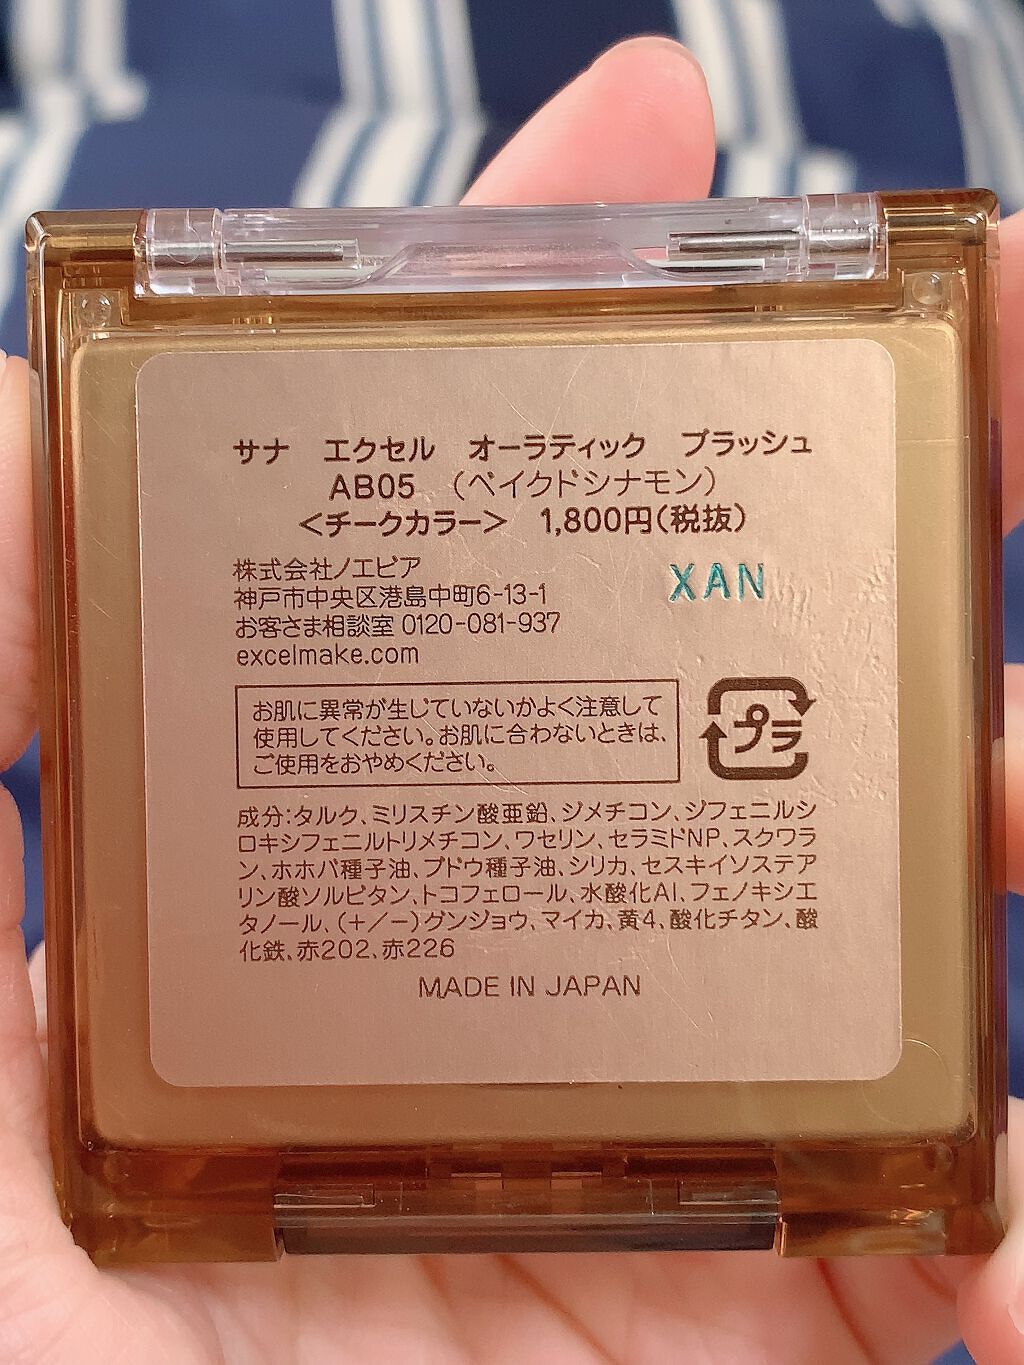 サナ エクセル オーラティック ブラッシュ
AB05 （ベイクドシナモン）
＜チークカラー＞ 1,800円(税抜)
株式会社ノエビア
神戸市中央区港島中町6-13-1
お客さま相談室 0120-081-937
excelmake.com
XAN
お肌に異常が生じていないかよく注意して
使用してください。お肌に合わないときは、
ご使用をおやめください。
プラ
成分：タルク、ミリスチン酸亜鉛、ジメチコン、ジフェニルシ
ロキシフェニルトリメチコン、ワセリン、セラミドNP、スクワラ
ン、ホホバ種子油、ブドウ種子油、シリカ、セスキイソステア
リン酸ソルビタン、トコフェロール、水酸化Al、フェノキシエ
タノール、(＋/－)グンジョウ、マイカ、黄4、酸化チタン、酸
化鉄、赤202、赤226
MADE IN JAPAN